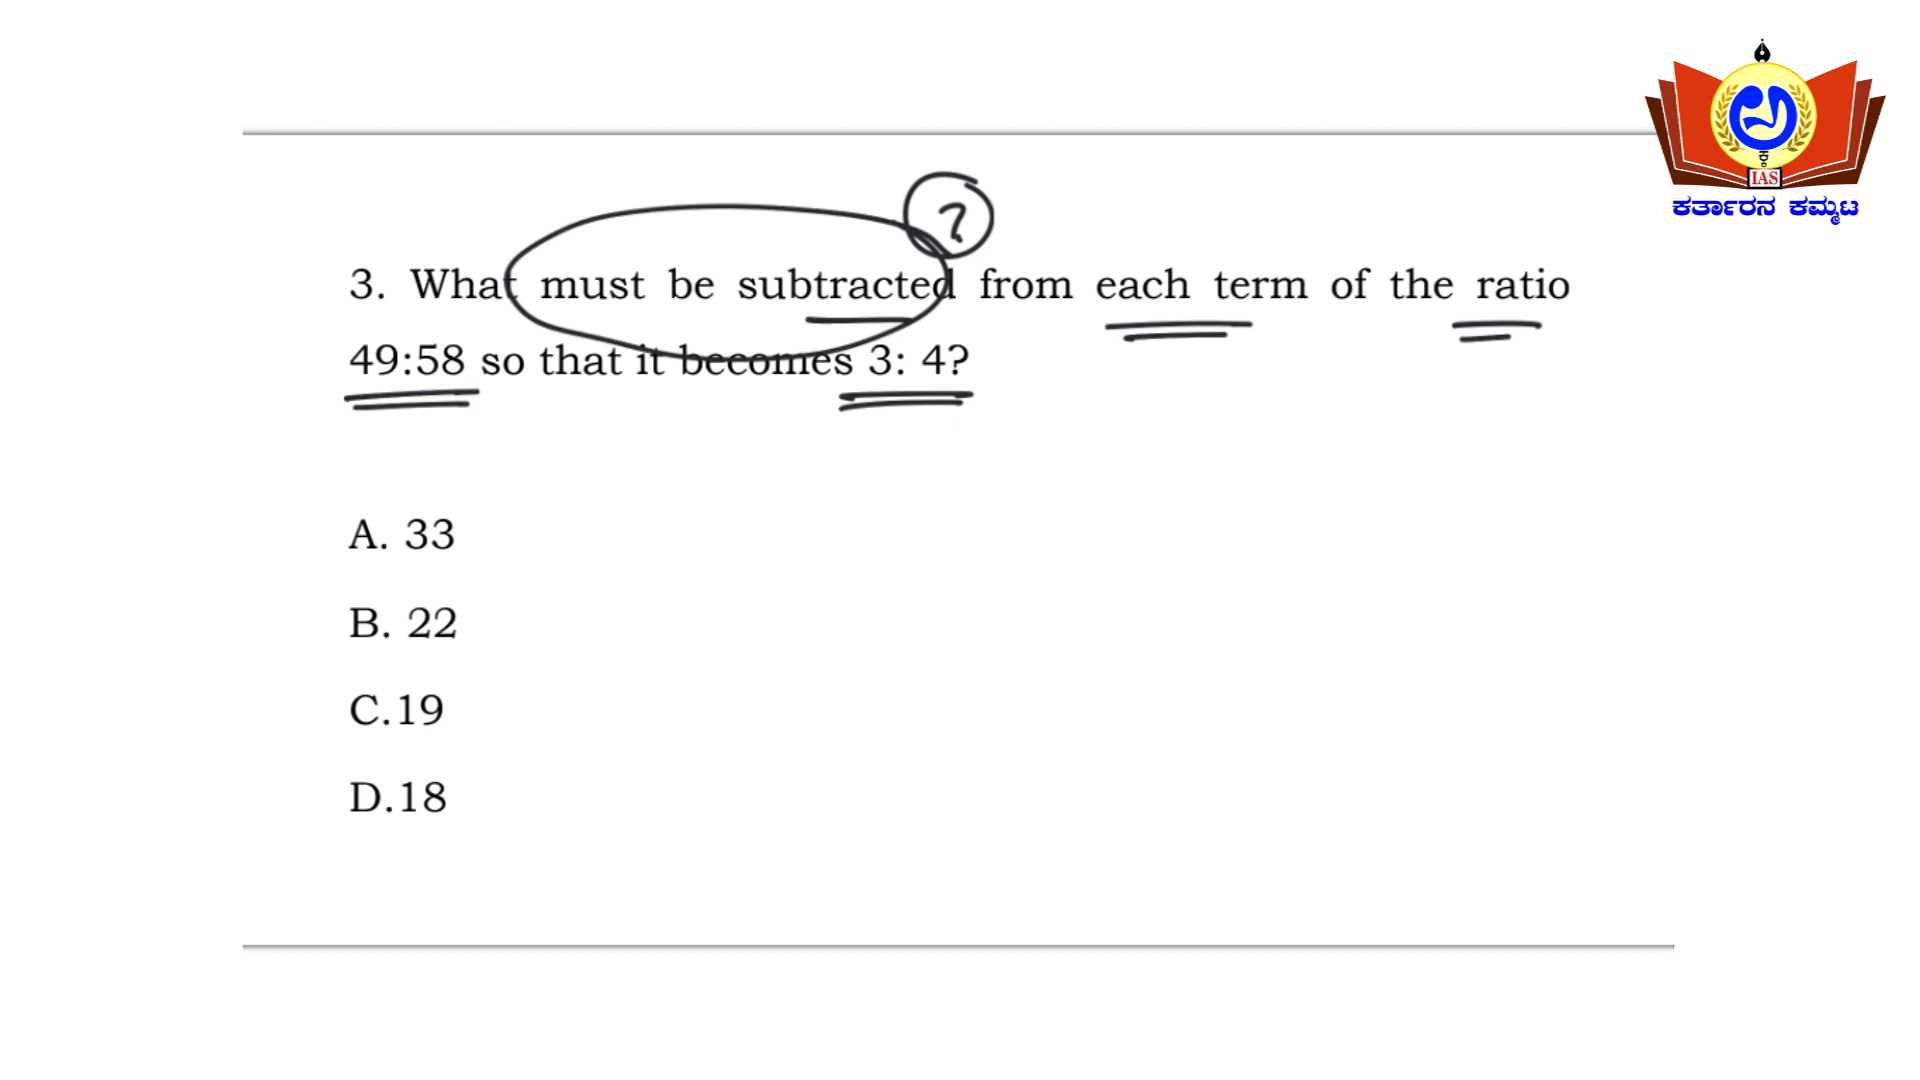 IAS
ಕರ್ತಾರನ ಕಮ್ಮಟ
?
3. What must be subtracted from each term of the ratio
49:58 so that it becomes 3: 4?
A. 33
B. 22
C.19
D.18